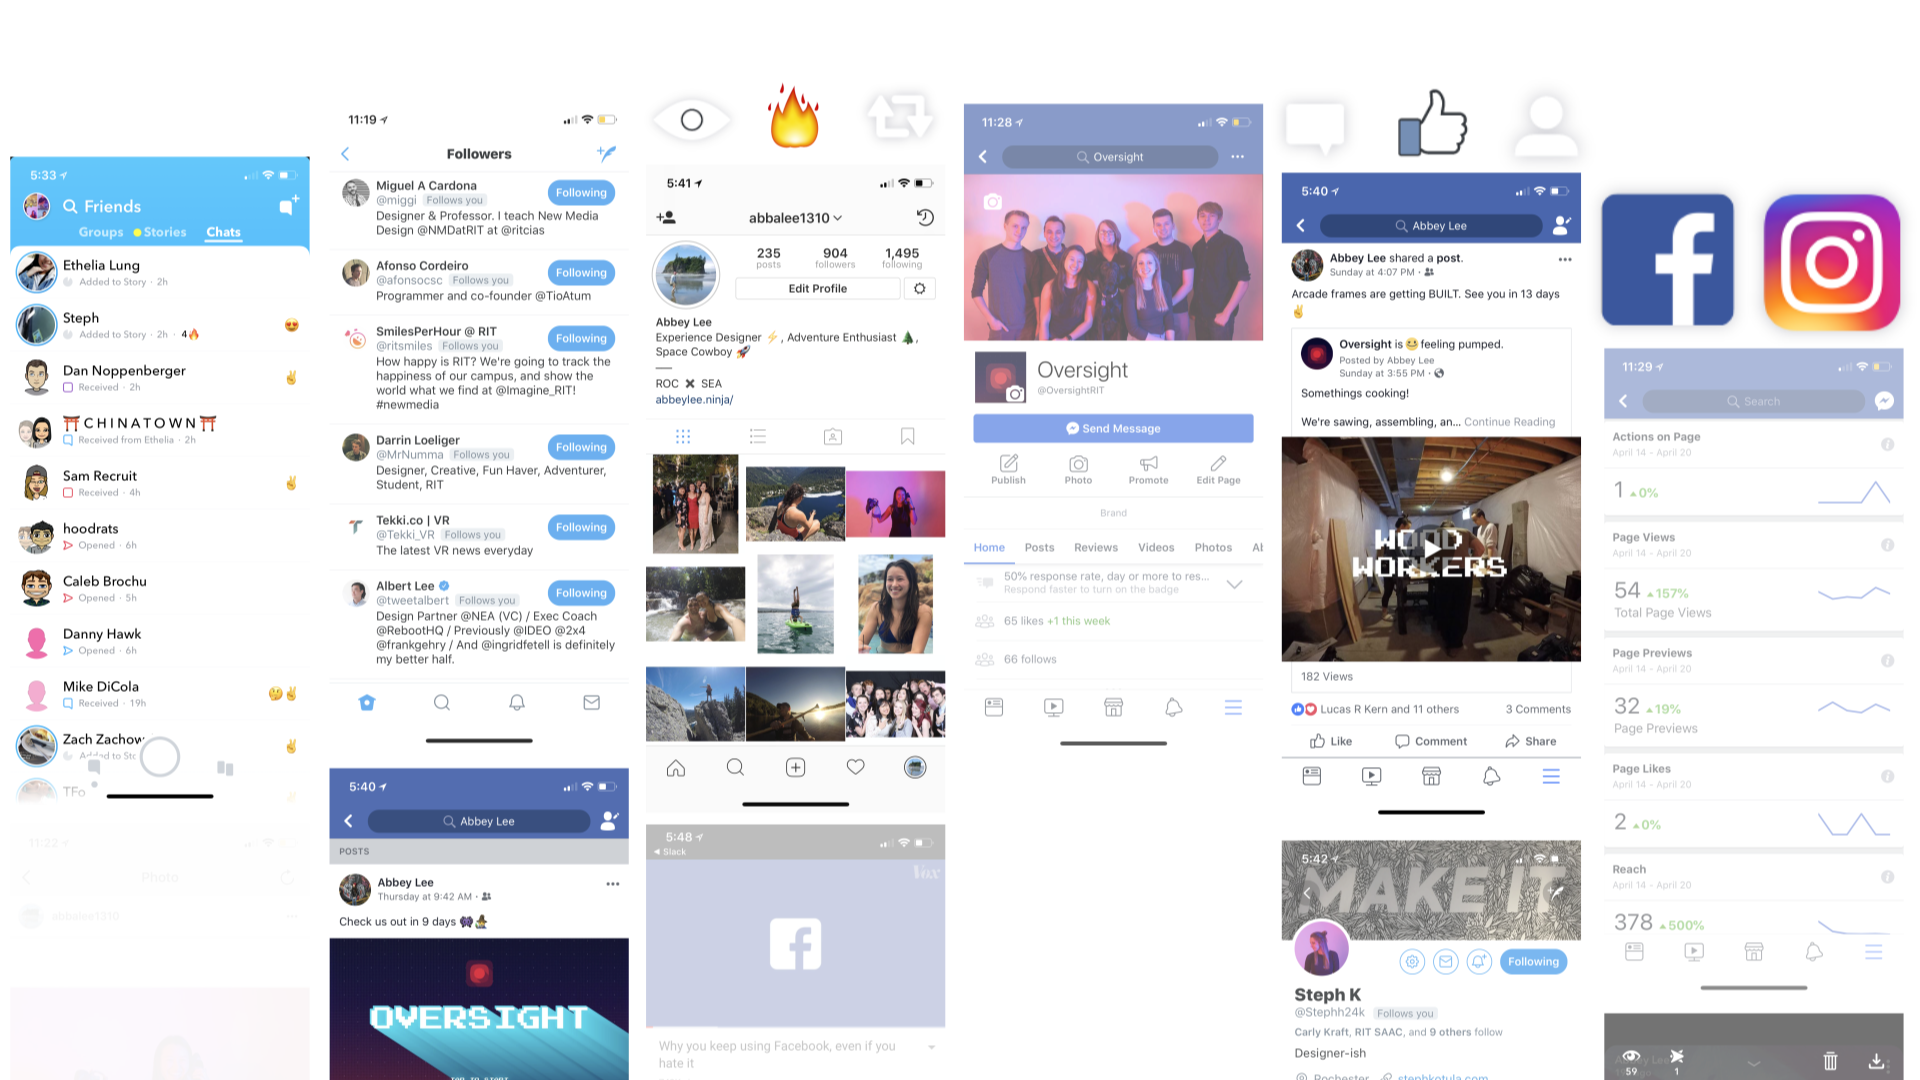 5:33
Friends
Groups Stories Chats
Ethelia Lung
Added to Story · 2h
Steph
Added to Story · 2h · 4
Dan Noppenberger
Received · 2h
CHINATOWN
Received from Ethelia · 2h
Sam Recruit
Received · 4h
hoodrats
Opened · 6h
Caleb Brochu
Opened · 5h
Danny Hawk
Opened · 6h
Mike DiCola
Received · 19h
Zach Zachow
Added to Stc
TFo
11:22
Photo
abbalee1310
11:19
Followers
Miguel A Cardona
@miggi Follows you
Following
Designer & Professor. I teach New Media
Design @NMDatRIT at @ritcias
Afonso Cordeiro
@afonsocsc Follows you
Following
Programmer and co-founder @TioAtum
SmilesPerHour @ RIT
@ritsmiles Follows you
Following
How happy is RIT? We're going to track the
happiness of our campus, and show the
world what we find at @Imagine_RIT!
#newmedia
Darrin Loeliger
@MrNumma Follows you
Following
Designer, Creative, Fun Haver, Adventurer,
Student, RIT
Tekki.co | VR
@Tekki_VR Follows you
Following
The latest VR news everyday
Albert Lee
@tweetalbert Follows you
Following
Design Partner @NEA (VC) / Exec Coach
@RebootHQ / Previously @IDEO @2x4
@frankgehry / And @ingridfetell is definitely
my better half.
5:40
Abbey Lee
POSTS
Abbey Lee
Thursday at 9:42 AM ·
Check us out in 9 days
OVERSIGHT
5:41
abbalee1310
235 904 1,495
posts followers following
Edit Profile
Abbey Lee
Experience Designer ⚡, Adventure Enthusiast 🌲,
Space Cowboy 🚀
—
ROC ✖ SEA
abbeylee.ninja/
5:48
Slack
Vox
Why you keep using Facebook, even if you
hate it
11:28
Oversight
Oversight
@OversightRIT
Send Message
Publish Photo Promote Edit Page
Brand
Home Posts Reviews Videos Photos Al
50% response rate, day or more to res...
Respond faster to turn on the badge
65 likes +1 this week
66 follows
5:40
Abbey Lee
Abbey Lee shared a post.
Sunday at 4:07 PM ·
Arcade frames are getting BUILT. See you in 13 days
Oversight is feeling pumped.
Posted by Abbey Lee
Sunday at 3:55 PM ·
Somethings cooking!
We're sawing, assembling, an... Continue Reading
WOOD
WORKERS
182 Views
Lucas R Kern and 11 others 3 Comments
Like Comment Share
5:42
MAKE IT
Following
Steph K
@Stephh24k Follows you
Carly Kraft, RIT SAAC, and 9 others follow
Designer-ish
Rochester stephkotula.com
11:29
Search
Actions on Page
April 14 - April 20
1 0%
Page Views
April 14 - April 20
54 157%
Total Page Views
Page Previews
April 14 - April 20
32 19%
Page Previews
Page Likes
April 14 - April 20
2 0%
Reach
April 14 - April 20
378 500%
59 1